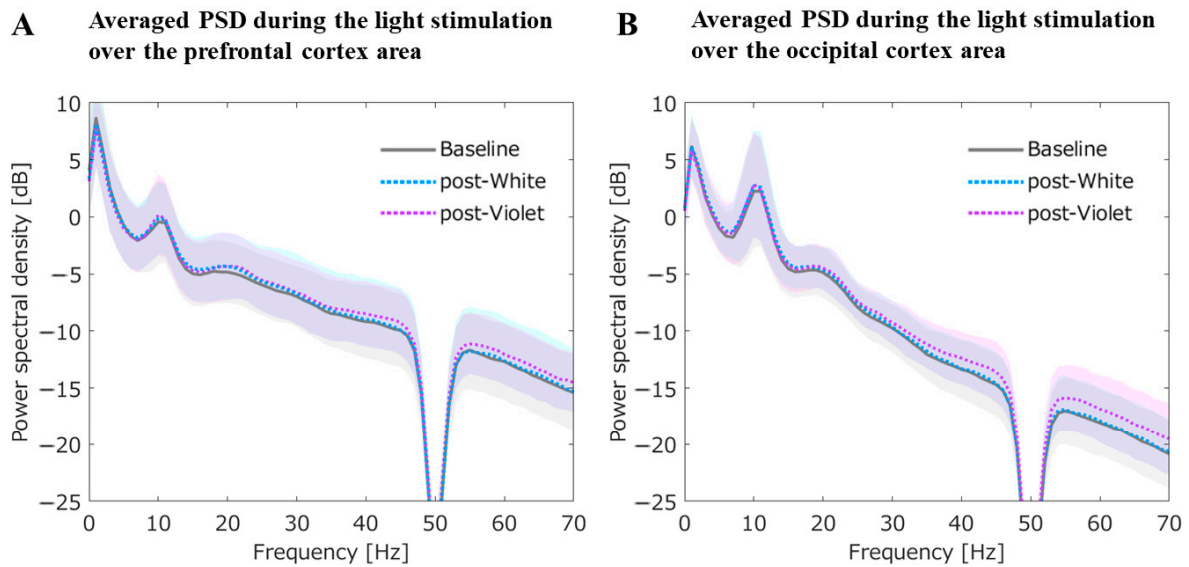 A
Averaged PSD during the light stimulation
over the prefrontal cortex area
10
5
0
−5
−10
−15
−20
−25
Power spectral density [dB]
Baseline
post-White
post-Violet
0 10 20 30 40 50 60 70
Frequency [Hz]
B
Averaged PSD during the light stimulation
over the occipital cortex area
10
5
0
−5
−10
−15
−20
−25
Power spectral density [dB]
Baseline
post-White
post-Violet
0 10 20 30 40 50 60 70
Frequency [Hz]